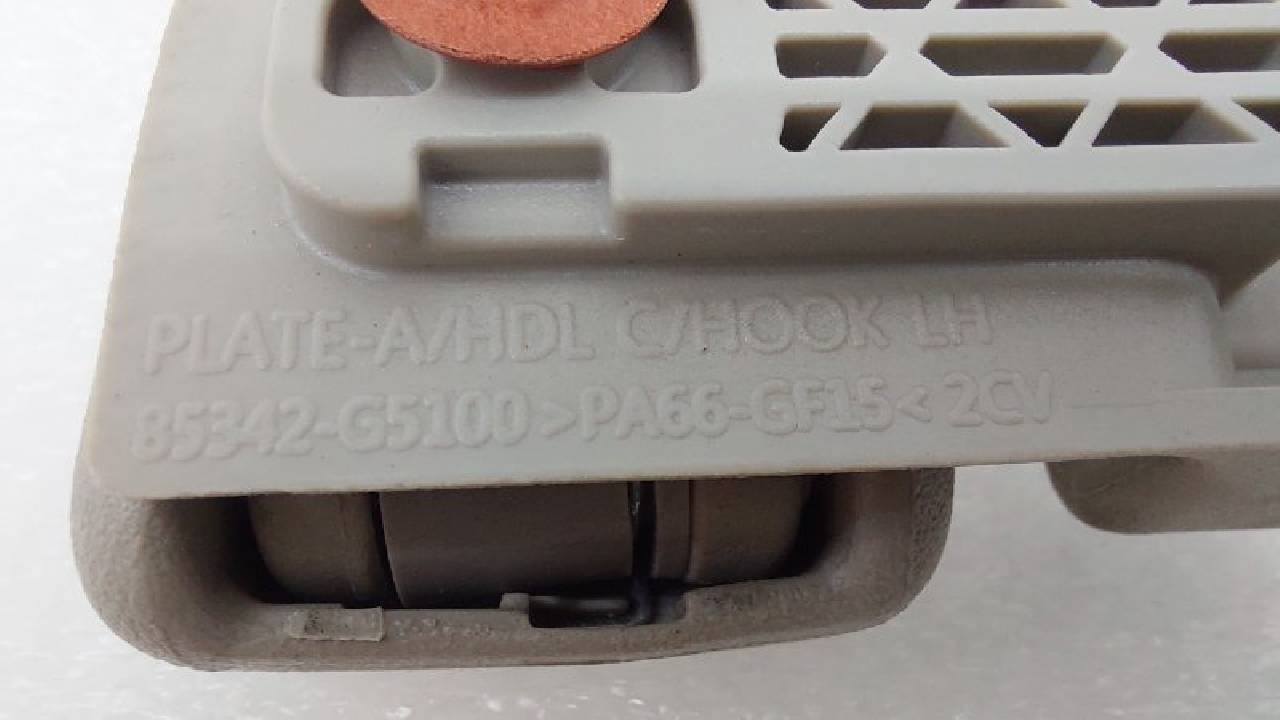 PLATE-A/HDL C/HOOK LH
85342-G5100 >PA66-GF15< 2CV